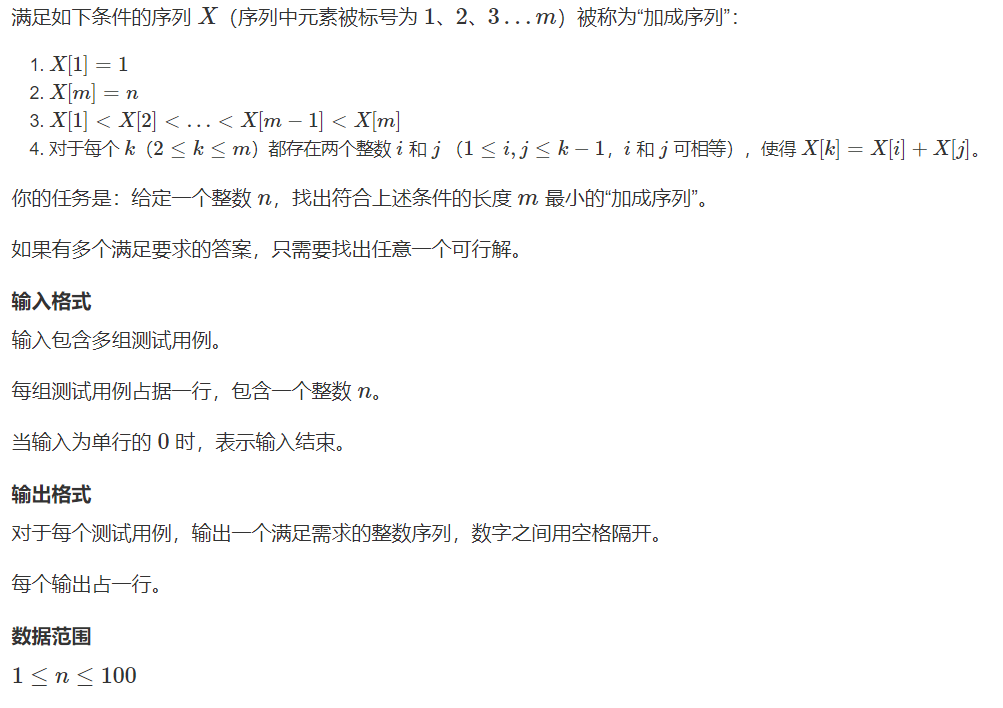 满足如下条件的序列 X（序列中元素被标号为 1、2、3…m）被称为“加成序列”：
1. X[1] = 1
2. X[m] = n
3. X[1] < X[2] < … < X[m − 1] < X[m]
4. 对于每个 k（2 ≤ k ≤ m）都存在两个整数 i 和 j （1 ≤ i, j ≤ k − 1，i 和 j 可相等），使得 X[k] = X[i] + X[j]。
你的任务是：给定一个整数 n，找出符合上述条件的长度 m 最小的“加成序列”。
如果有多个满足要求的答案，只需要找出任意一个可行解。
输入格式
输入包含多组测试用例。
每组测试用例占据一行，包含一个整数 n。
当输入为单行的 0 时，表示输入结束。
输出格式
对于每个测试用例，输出一个满足需求的整数序列，数字之间用空格隔开。
每个输出占一行。
数据范围
1 ≤ n ≤ 100